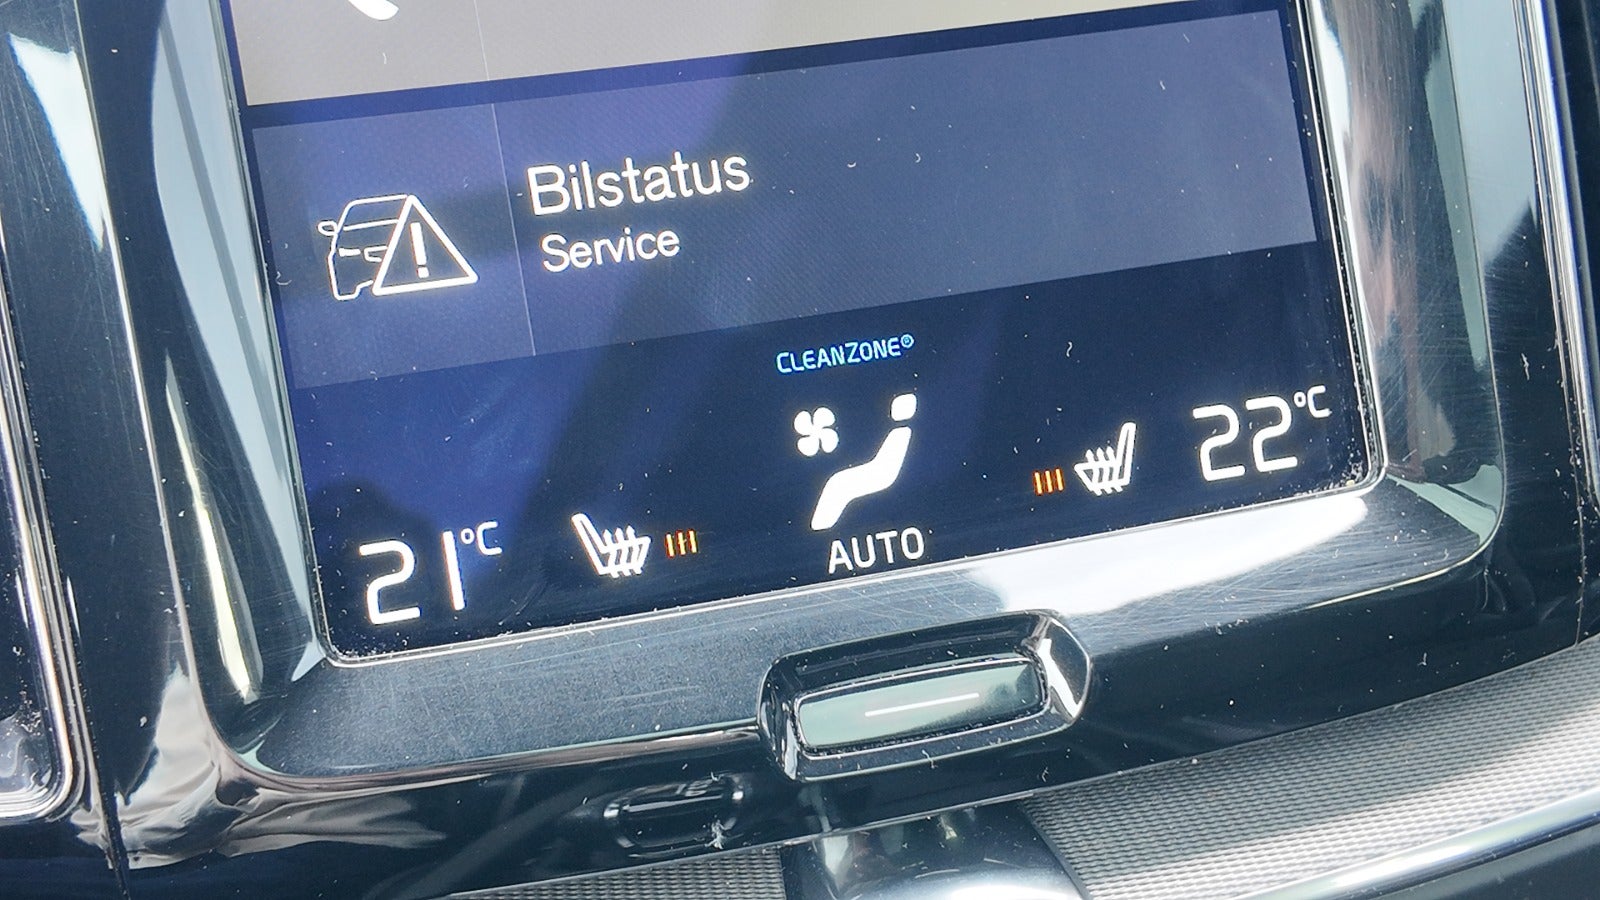 Bilstatus
Service
CLEANZONE®
21°C
22°C
AUTO